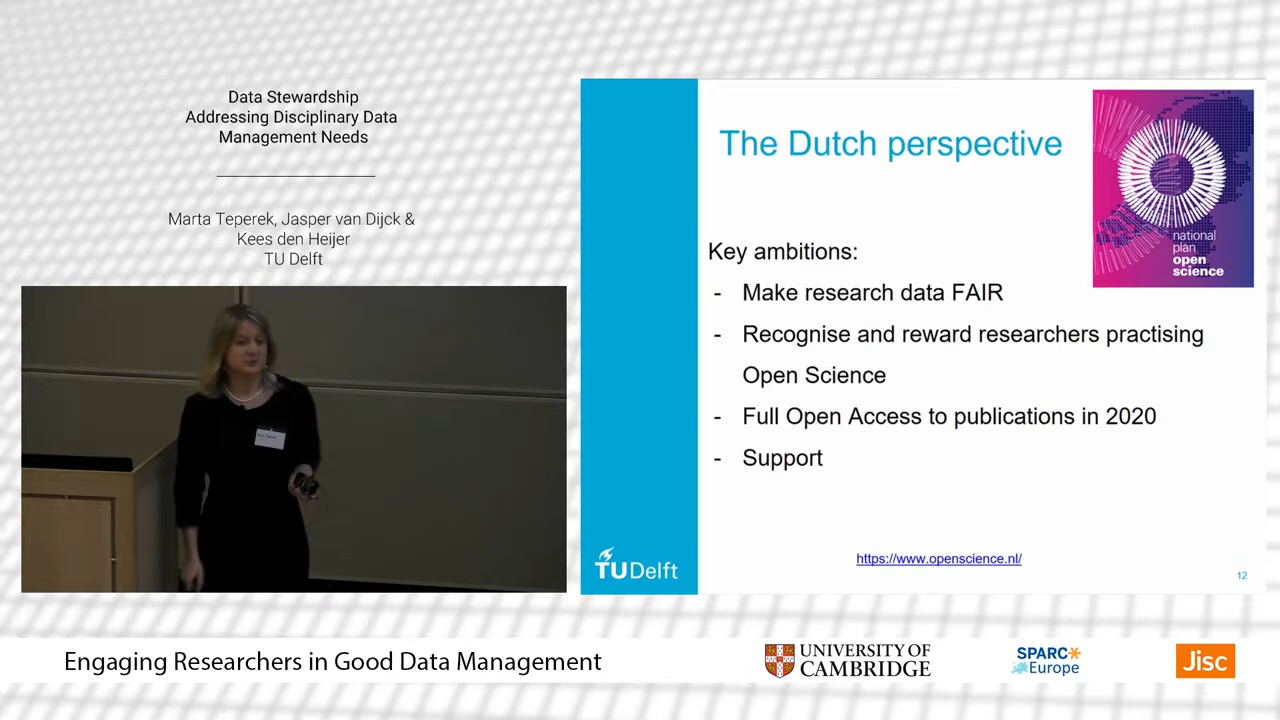 Data Stewardship
Addressing Disciplinary Data
Management Needs
Marta Teperek, Jasper van Dijck &
Kees den Heijer
TU Delft
The Dutch perspective
national
plan
open
science
Key ambitions:
- Make research data FAIR
- Recognise and reward researchers practising
Open Science
- Full Open Access to publications in 2020
- Support
https://www.openscience.nl/
TUDelft
12
Engaging Researchers in Good Data Management
UNIVERSITY OF
CAMBRIDGE
SPARC
Europe
Jisc